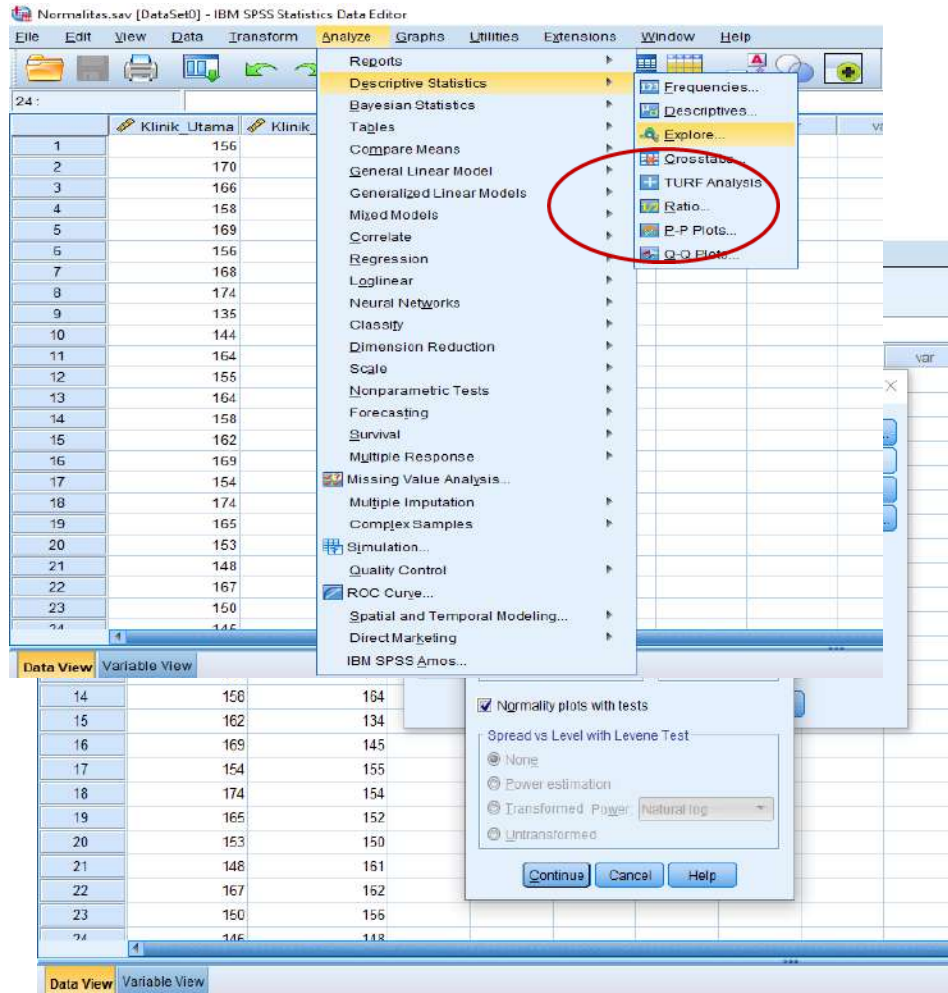 Normalitas.sav [DataSet0] - IBM SPSS Statistics Data Editor
File Edit View Data Transform Analyze Graphs Utilities Extensions Window Help
24 :
Klinik_Utama Klinik_
1 156
2 170
3 166
4 158
5 169
6 156
7 168
8 174
9 135
10 144
11 164
12 155
13 164
14 158
15 162
16 169
17 154
18 174
19 165
20 153
21 148
22 167
23 150
24
Reports
Descriptive Statistics
Bayesian Statistics
Tables
Compare Means
General Linear Model
Generalized Linear Models
Mixed Models
Correlate
Regression
Loglinear
Neural Networks
Classify
Dimension Reduction
Scale
Nonparametric Tests
Forecasting
Survival
Multiple Response
Missing Value Analysis...
Multiple Imputation
Complex Samples
Simulation...
Quality Control
ROC Curve...
Spatial and Temporal Modeling...
Direct Marketing
IBM SPSS Amos...
Frequencies...
Descriptives...
Explore...
Crosstabs...
TURF Analysis
Ratio...
P-P Plots...
Q-Q Plots...
var
Data View Variable View
14 158 164
15 162 134
16 169 145
17 154 155
18 174 154
19 165 152
20 153 150
21 148 161
22 167 162
23 150 156
24 148
Normality plots with tests
Spread vs Level with Levene Test
None
Power estimation
Transformed Power: Natural log
Untransformed
Continue Cancel Help
Data View Variable View